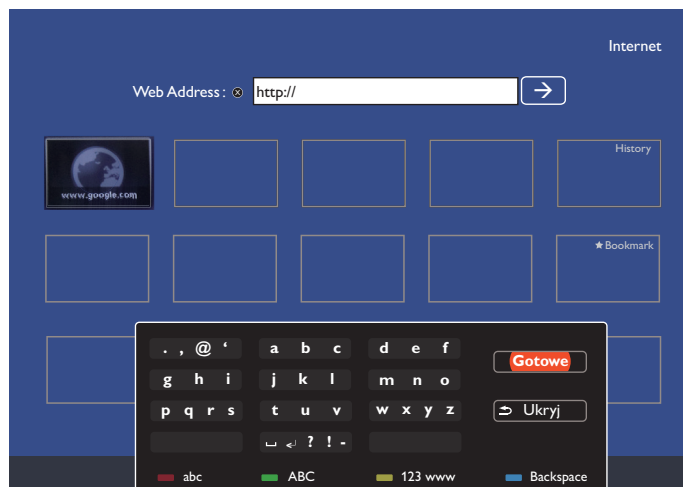 Internet
Web Address : http://
www.google.com
History
★ Bookmark
. , @ ‘ a b c d e f
Gotowe
g h i j k l m n o
p q r s t u v w x y z
Ukryj
␣ ↵ ? ! -
abc ABC 123 www Backspace